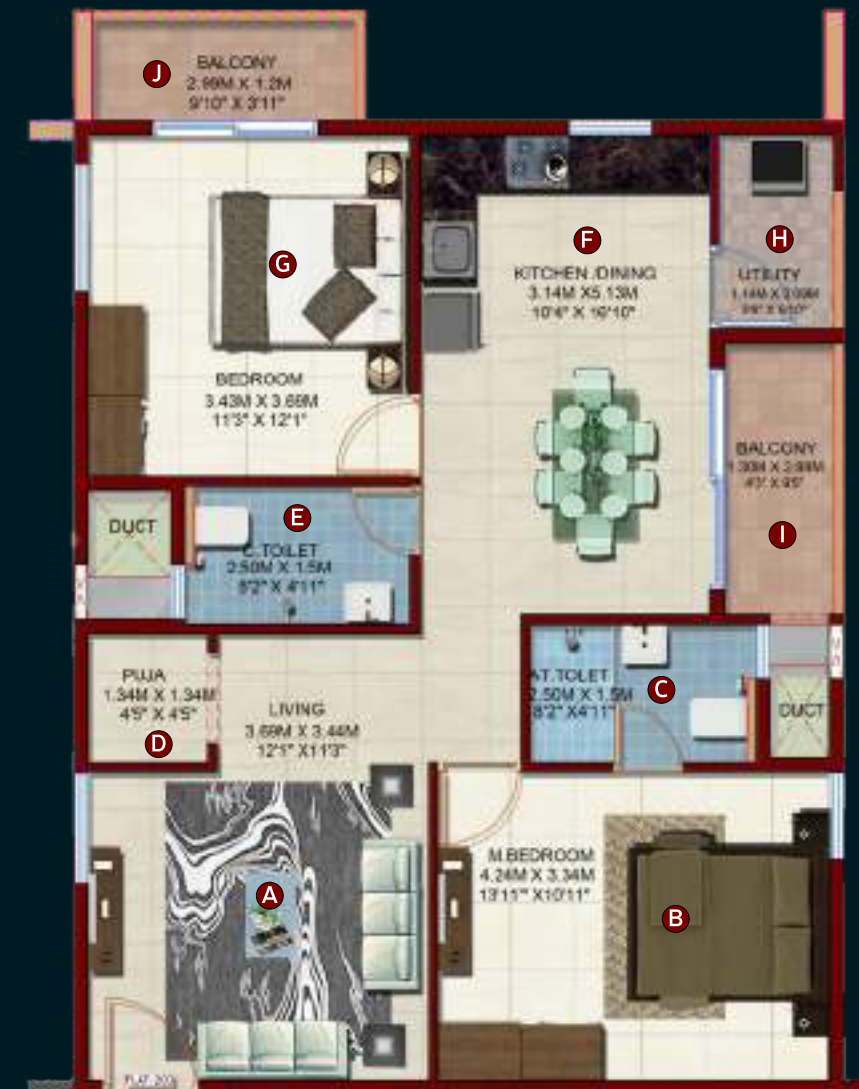 J
BALCONY
2.99M X 1.2M
9'10" X 3'11"
G
BEDROOM
3.43M X 3.69M
11'3" X 12'1"
F
KITCHEN /DINING
3.14M X5.13M
10'4" X 16'10"
H
UTILITY
BALCONY
I
DUCT
E
C.TOILET
2.50M X 1.5M
8'2" X 4'11"
PUJA
1.34M X 1.34M
4'5" X 4'5"
D
LIVING
3.69M X 3.44M
12'1" X11'3"
AT.TOLET
2.50M X 1.5M
8'2" X4'11"
C
DUCT
A
M.BEDROOM
4.24M X 3.34M
13'11" X10'11"
B